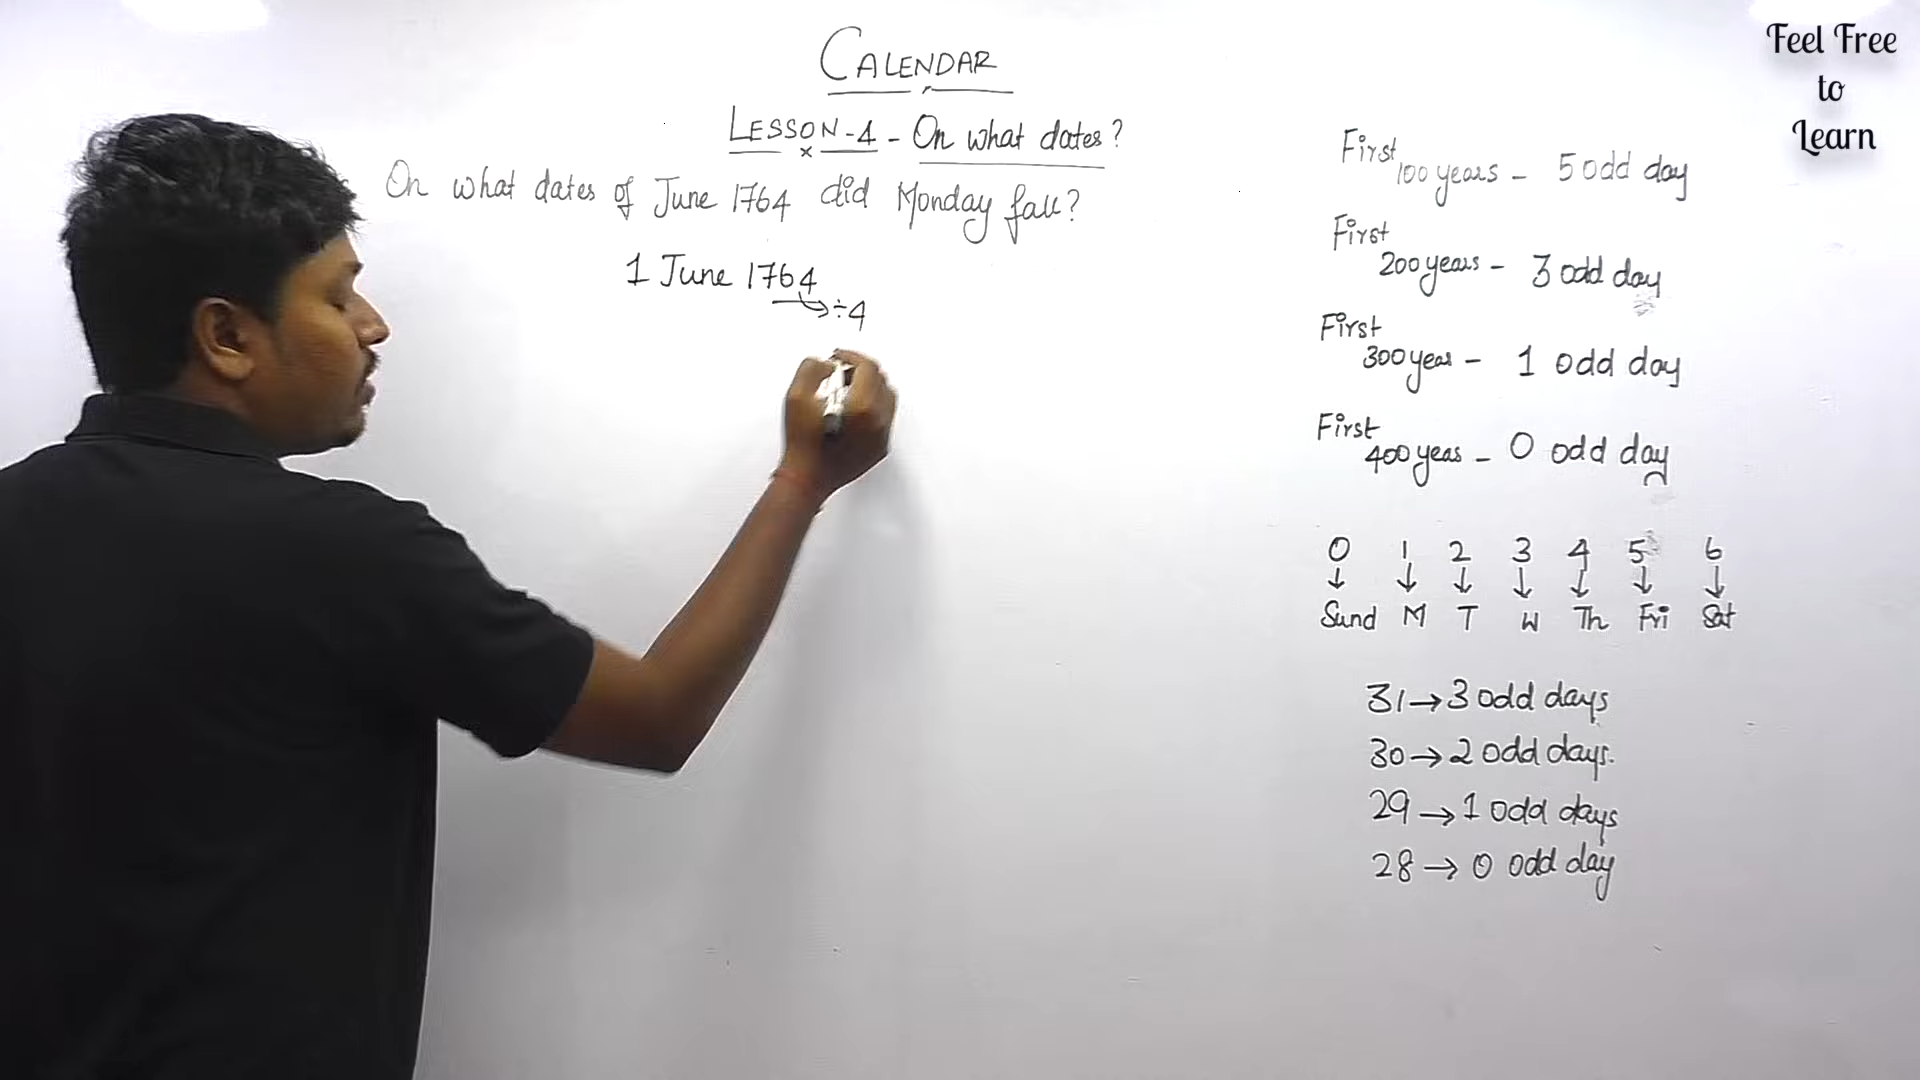 CALENDAR
LESSON-4 - On what dates?
On what dates of June 1764 did Monday fall?
1 June 1764
÷4
Feel Free
to
Learn
First
100 years - 5 odd day
First
200 years - 3 odd day
First
300 year - 1 odd day
First
400 yeas - 0 odd day
0 1 2 3 4 5 6
↓ ↓ ↓ ↓ ↓ ↓ ↓
Sund M T W Th Fri Sat
31→3 odd days
30→2 odd days.
29→1 odd days
28→0 odd day